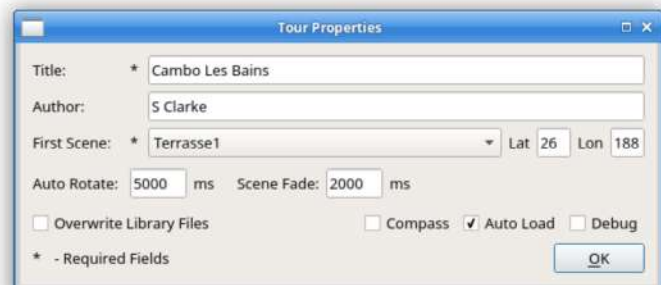 Tour Properties
Title: * Cambo Les Bains
Author: S Clarke
First Scene: * Terrasse1 Lat 26 Lon 188
Auto Rotate: 5000 ms Scene Fade: 2000 ms
Overwrite Library Files Compass Auto Load Debug
* - Required Fields OK